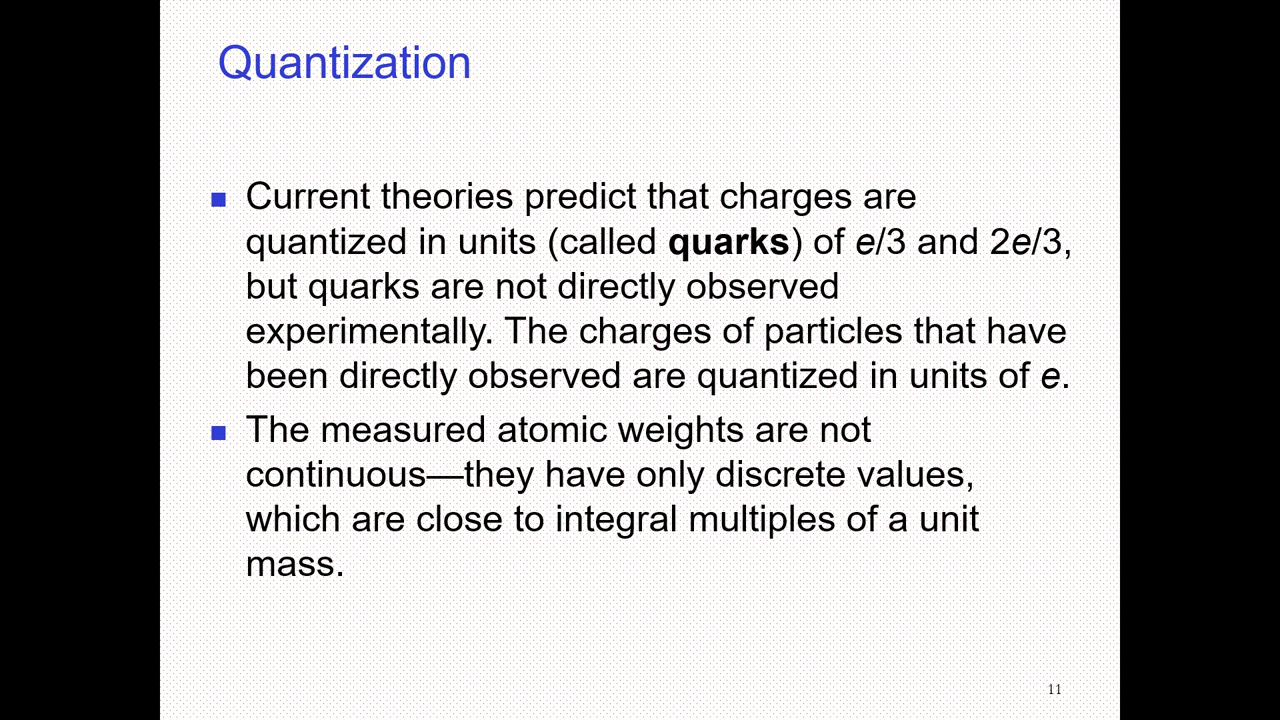 Quantization
Current theories predict that charges are
quantized in units (called quarks) of e/3 and 2e/3,
but quarks are not directly observed
experimentally. The charges of particles that have
been directly observed are quantized in units of e.
The measured atomic weights are not
continuous—they have only discrete values,
which are close to integral multiples of a unit
mass.
11